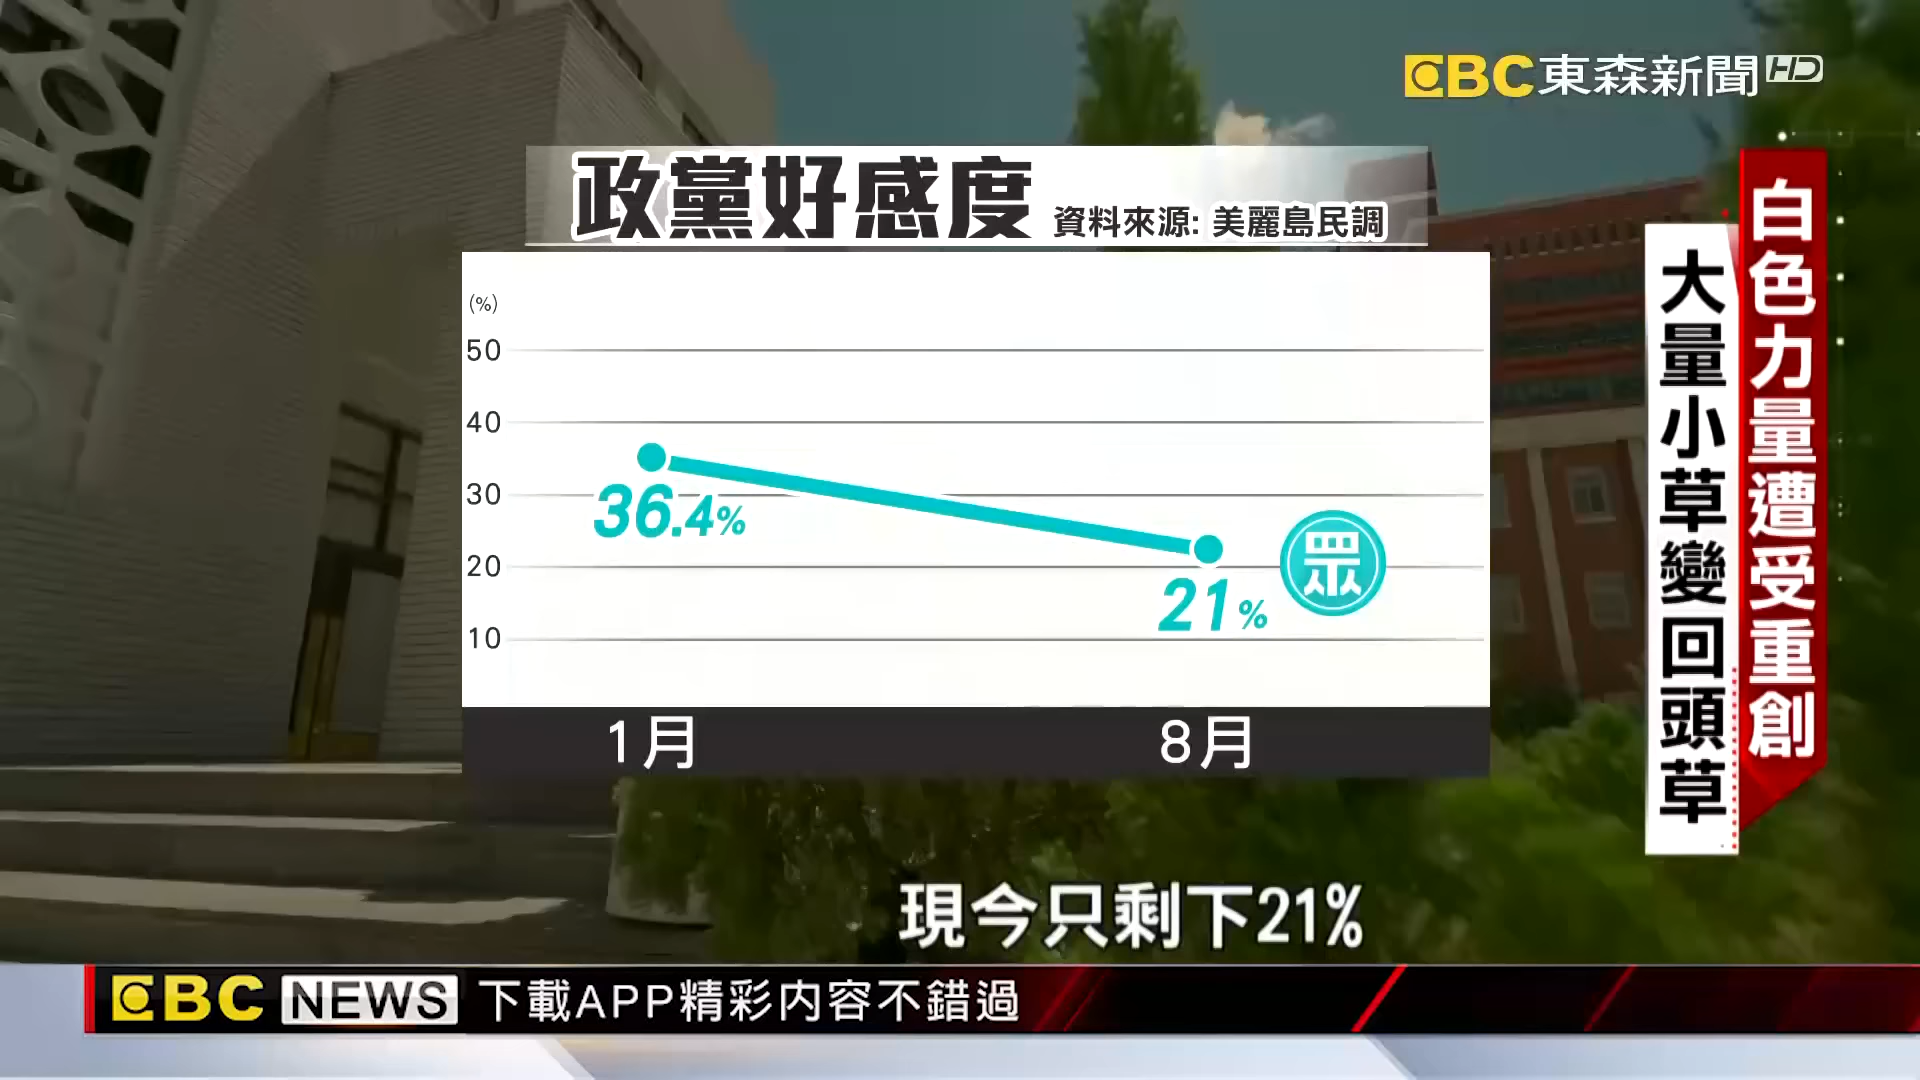 EBC東森新聞HD
政黨好感度 資料來源: 美麗島民調
(%)
50
40
30
20
10
36.4%
21%
眾
1月
8月
白色力量遭受重創
大量小草變回頭草
現今只剩下21%
EBC NEWS 下載APP精彩內容不錯過